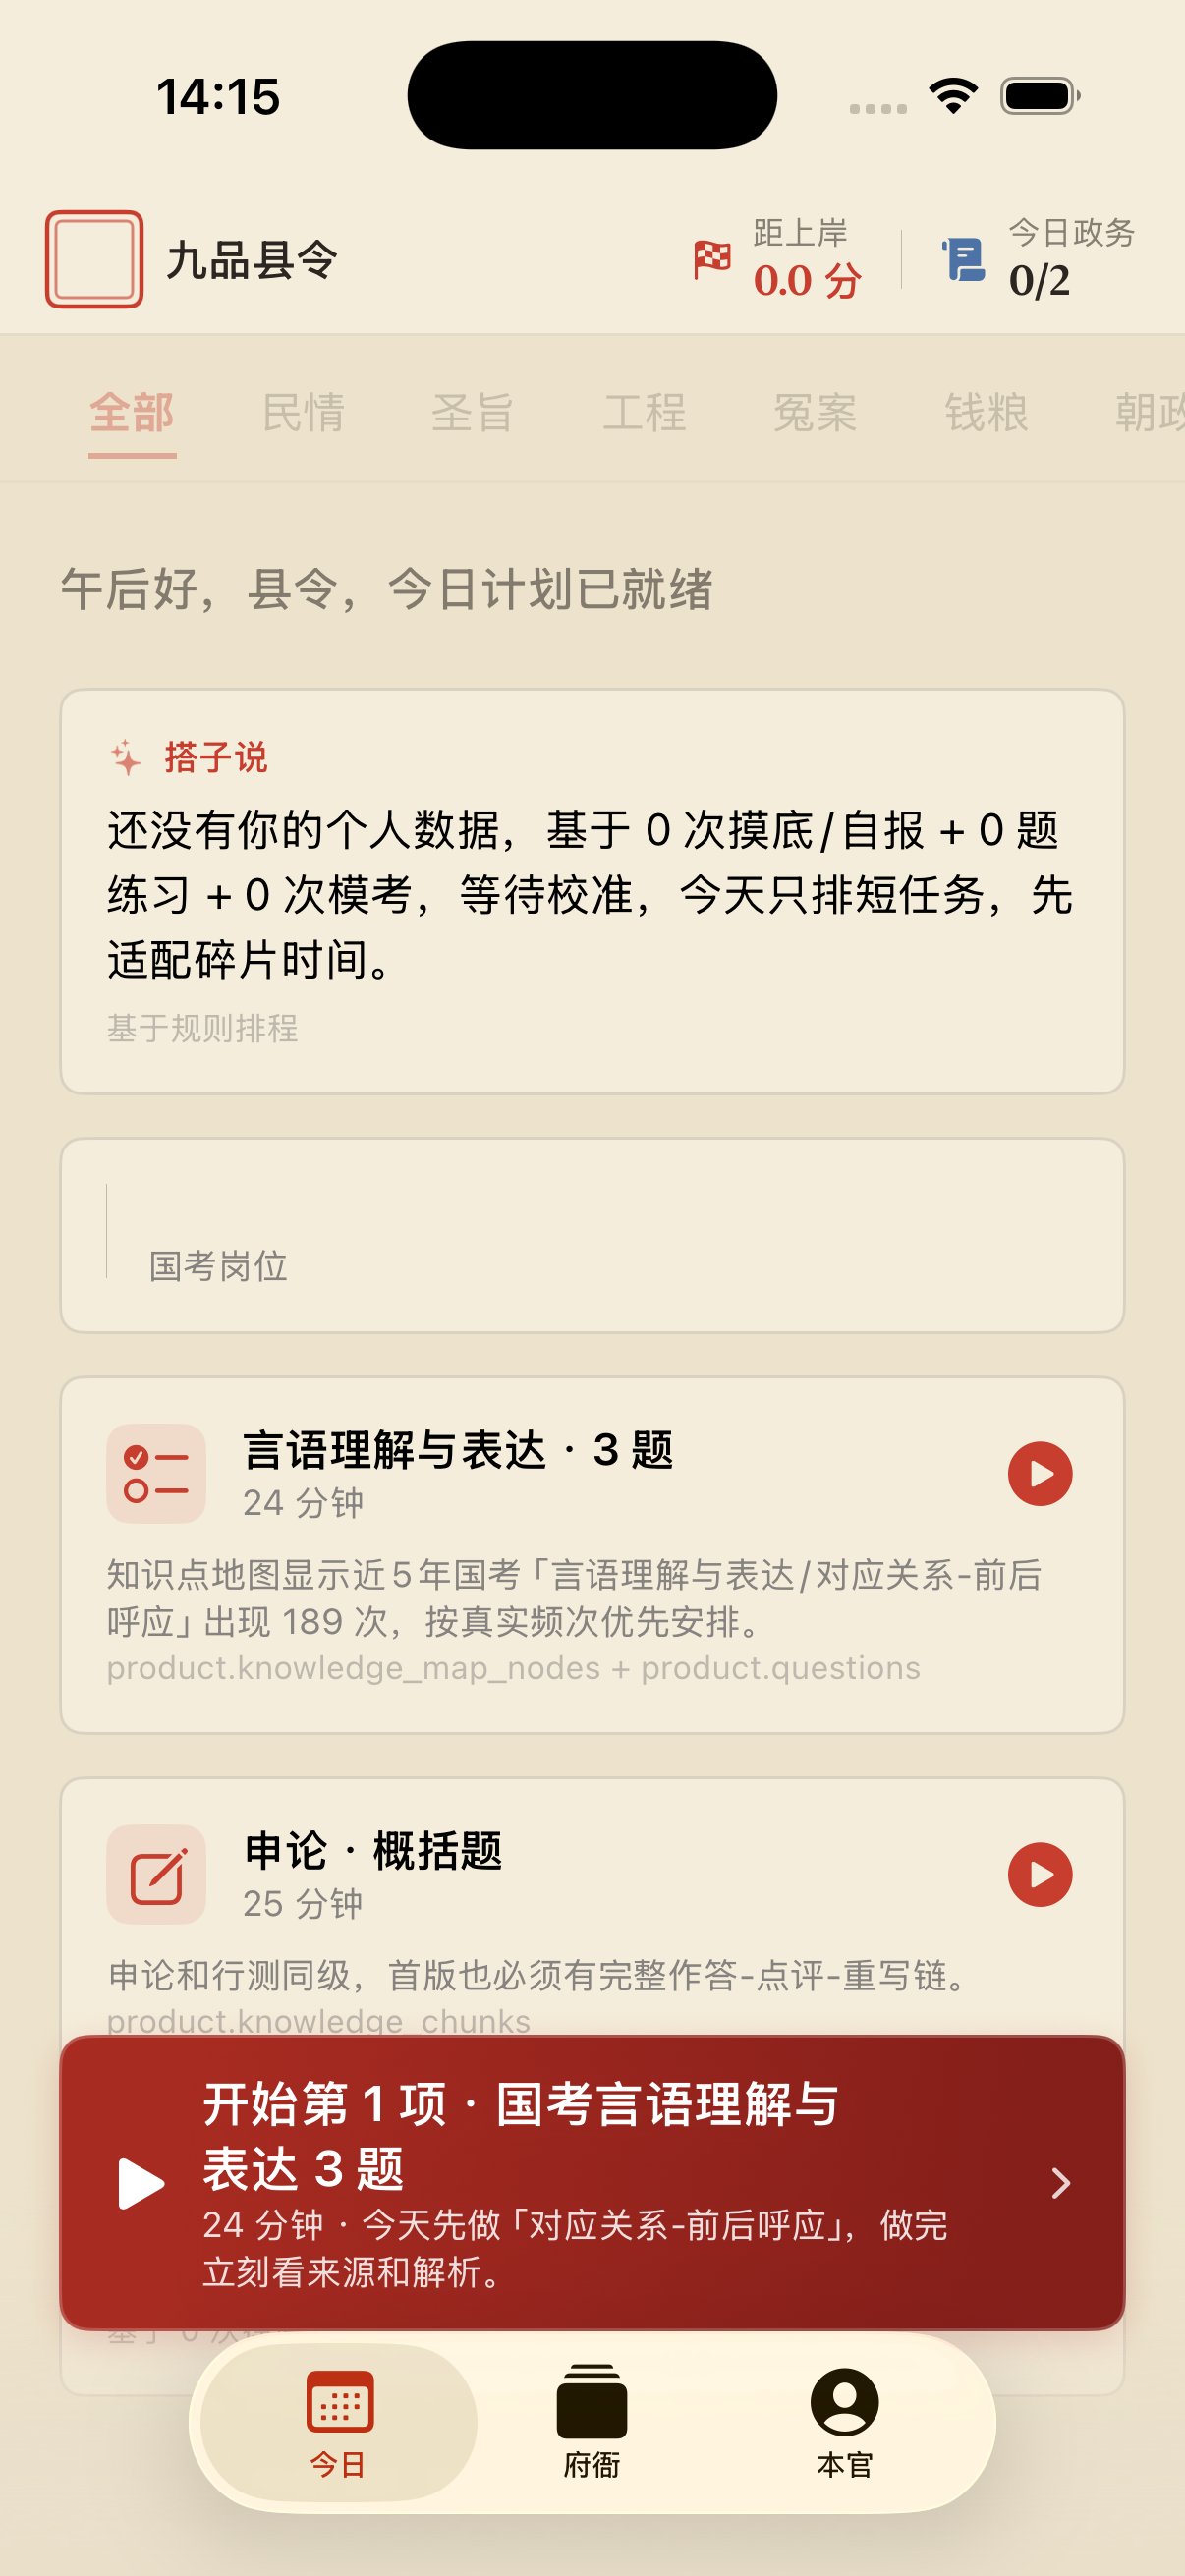 14:15
九品县令
距上岸
0.0 分
今日政务
0/2
全部 民情 圣旨 工程 冤案 钱粮 朝政
午后好，县令，今日计划已就绪
搭子说
还没有你的个人数据，基于 0 次摸底/自报 + 0 题
练习 + 0 次模考，等待校准，今天只排短任务，先
适配碎片时间。
基于规则排程
国考岗位
言语理解与表达 · 3 题
24 分钟
知识点地图显示近5年国考「言语理解与表达/对应关系-前后
呼应」出现 189 次，按真实频次优先安排。
product.knowledge_map_nodes + product.questions
申论 · 概括题
25 分钟
申论和行测同级，首版也必须有完整作答-点评-重写链。
product.knowledge_chunks
开始第 1 项 · 国考言语理解与
表达 3 题
24 分钟 · 今天先做「对应关系-前后呼应」，做完
立刻看来源和解析。
基于 0 次
今日
府衙
本官